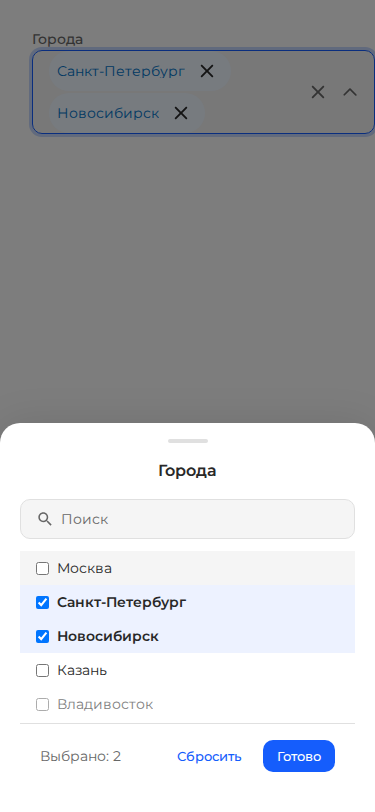 Города
Санкт-Петербург
Новосибирск
Города
Поиск
Москва
Санкт-Петербург
Новосибирск
Казань
Владивосток
Выбрано: 2 Сбросить Готово